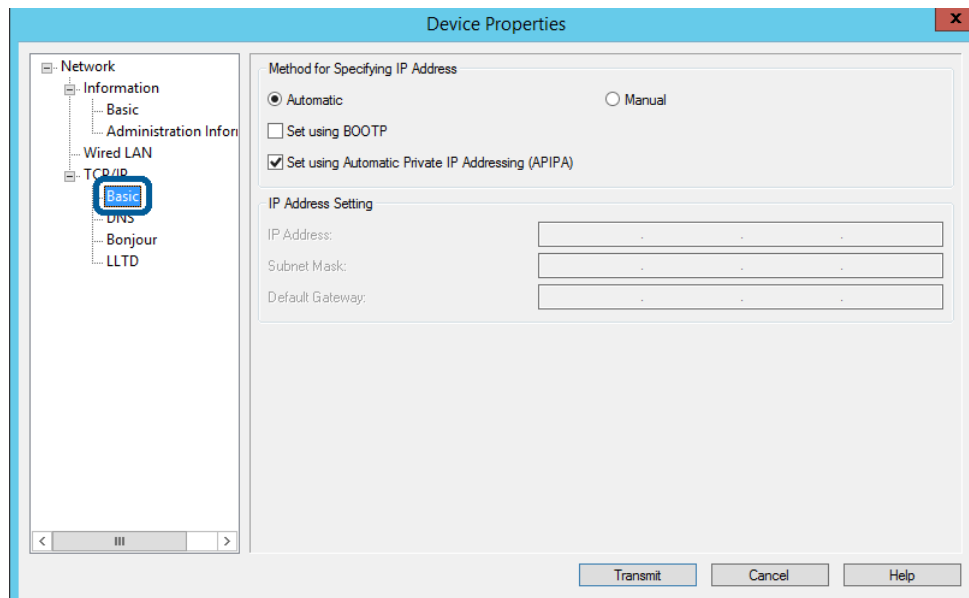 Device Properties
x
Network
Information
Basic
Administration Infor
Wired LAN
TCP/IP
Basic
DNS
Bonjour
LLTD
Method for Specifying IP Address
Automatic Manual
Set using BOOTP
Set using Automatic Private IP Addressing (APIPA)
IP Address Setting
IP Address: . . .
Subnet Mask: . . .
Default Gateway: . . .
Transmit Cancel Help